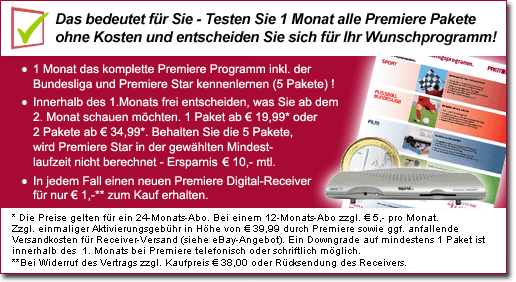 Das bedeutet für Sie - Testen Sie 1 Monat alle Premiere Pakete
ohne Kosten und entscheiden Sie sich für Ihr Wunschprogramm!
• 1 Monat das komplette Premiere Programm inkl. der
Bundesliga und Premiere Star kennenlernen (5 Pakete) !
• Innerhalb des 1.Monats frei entscheiden, was Sie ab dem
2. Monat schauen möchten. 1 Paket ab € 19,99* oder
2 Pakete ab € 34,99*. Behalten Sie die 5 Pakete,
wird Premiere Star in der gewählten Mindest-
laufzeit nicht berechnet - Ersparnis € 10,- mtl.
• In jedem Fall einen neuen Premiere Digital-Receiver
für nur € 1,-** zum Kauf erhalten.
SPORT
FUSSBALL
BUNDESLIGA
FILM
* Die Preise gelten für ein 24-Monats-Abo. Bei einem 12-Monats-Abo zzgl. € 5,- pro Monat.
Zzgl. einmaliger Aktivierungsgebühr in Höhe von € 39,99 durch Premiere sowie ggf. anfallende
Versandkosten für Receiver-Versand (siehe eBay-Angebot). Ein Downgrade auf mindestens 1 Paket ist
innerhalb des 1. Monats bei Premiere telefonisch oder schriftlich möglich.
**Bei Widerruf des Vertrags zzgl. Kaufpreis € 38,00 oder Rücksendung des Receivers.